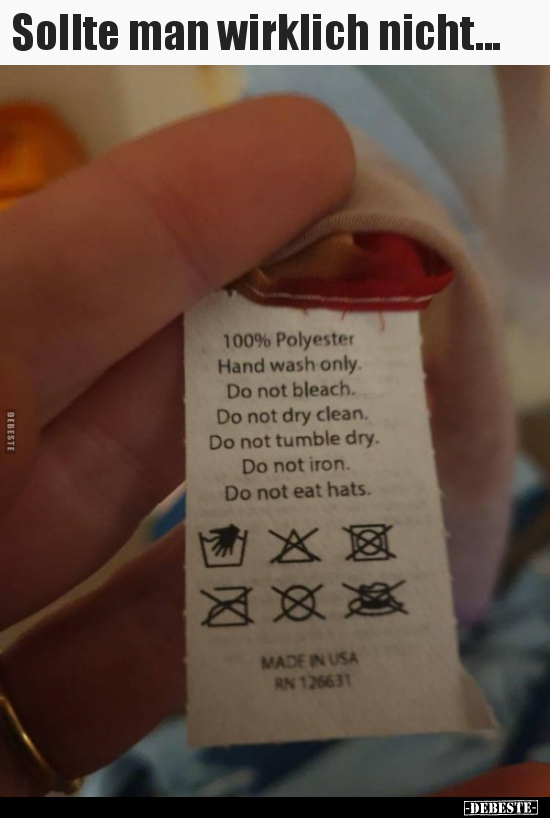 Sollte man wirklich nicht...
100% Polyester
Hand wash only.
Do not bleach.
Do not dry clean.
Do not tumble dry.
Do not iron.
Do not eat hats.
MADE IN USA
RN 126631
DEBESTE
-DEBESTE-